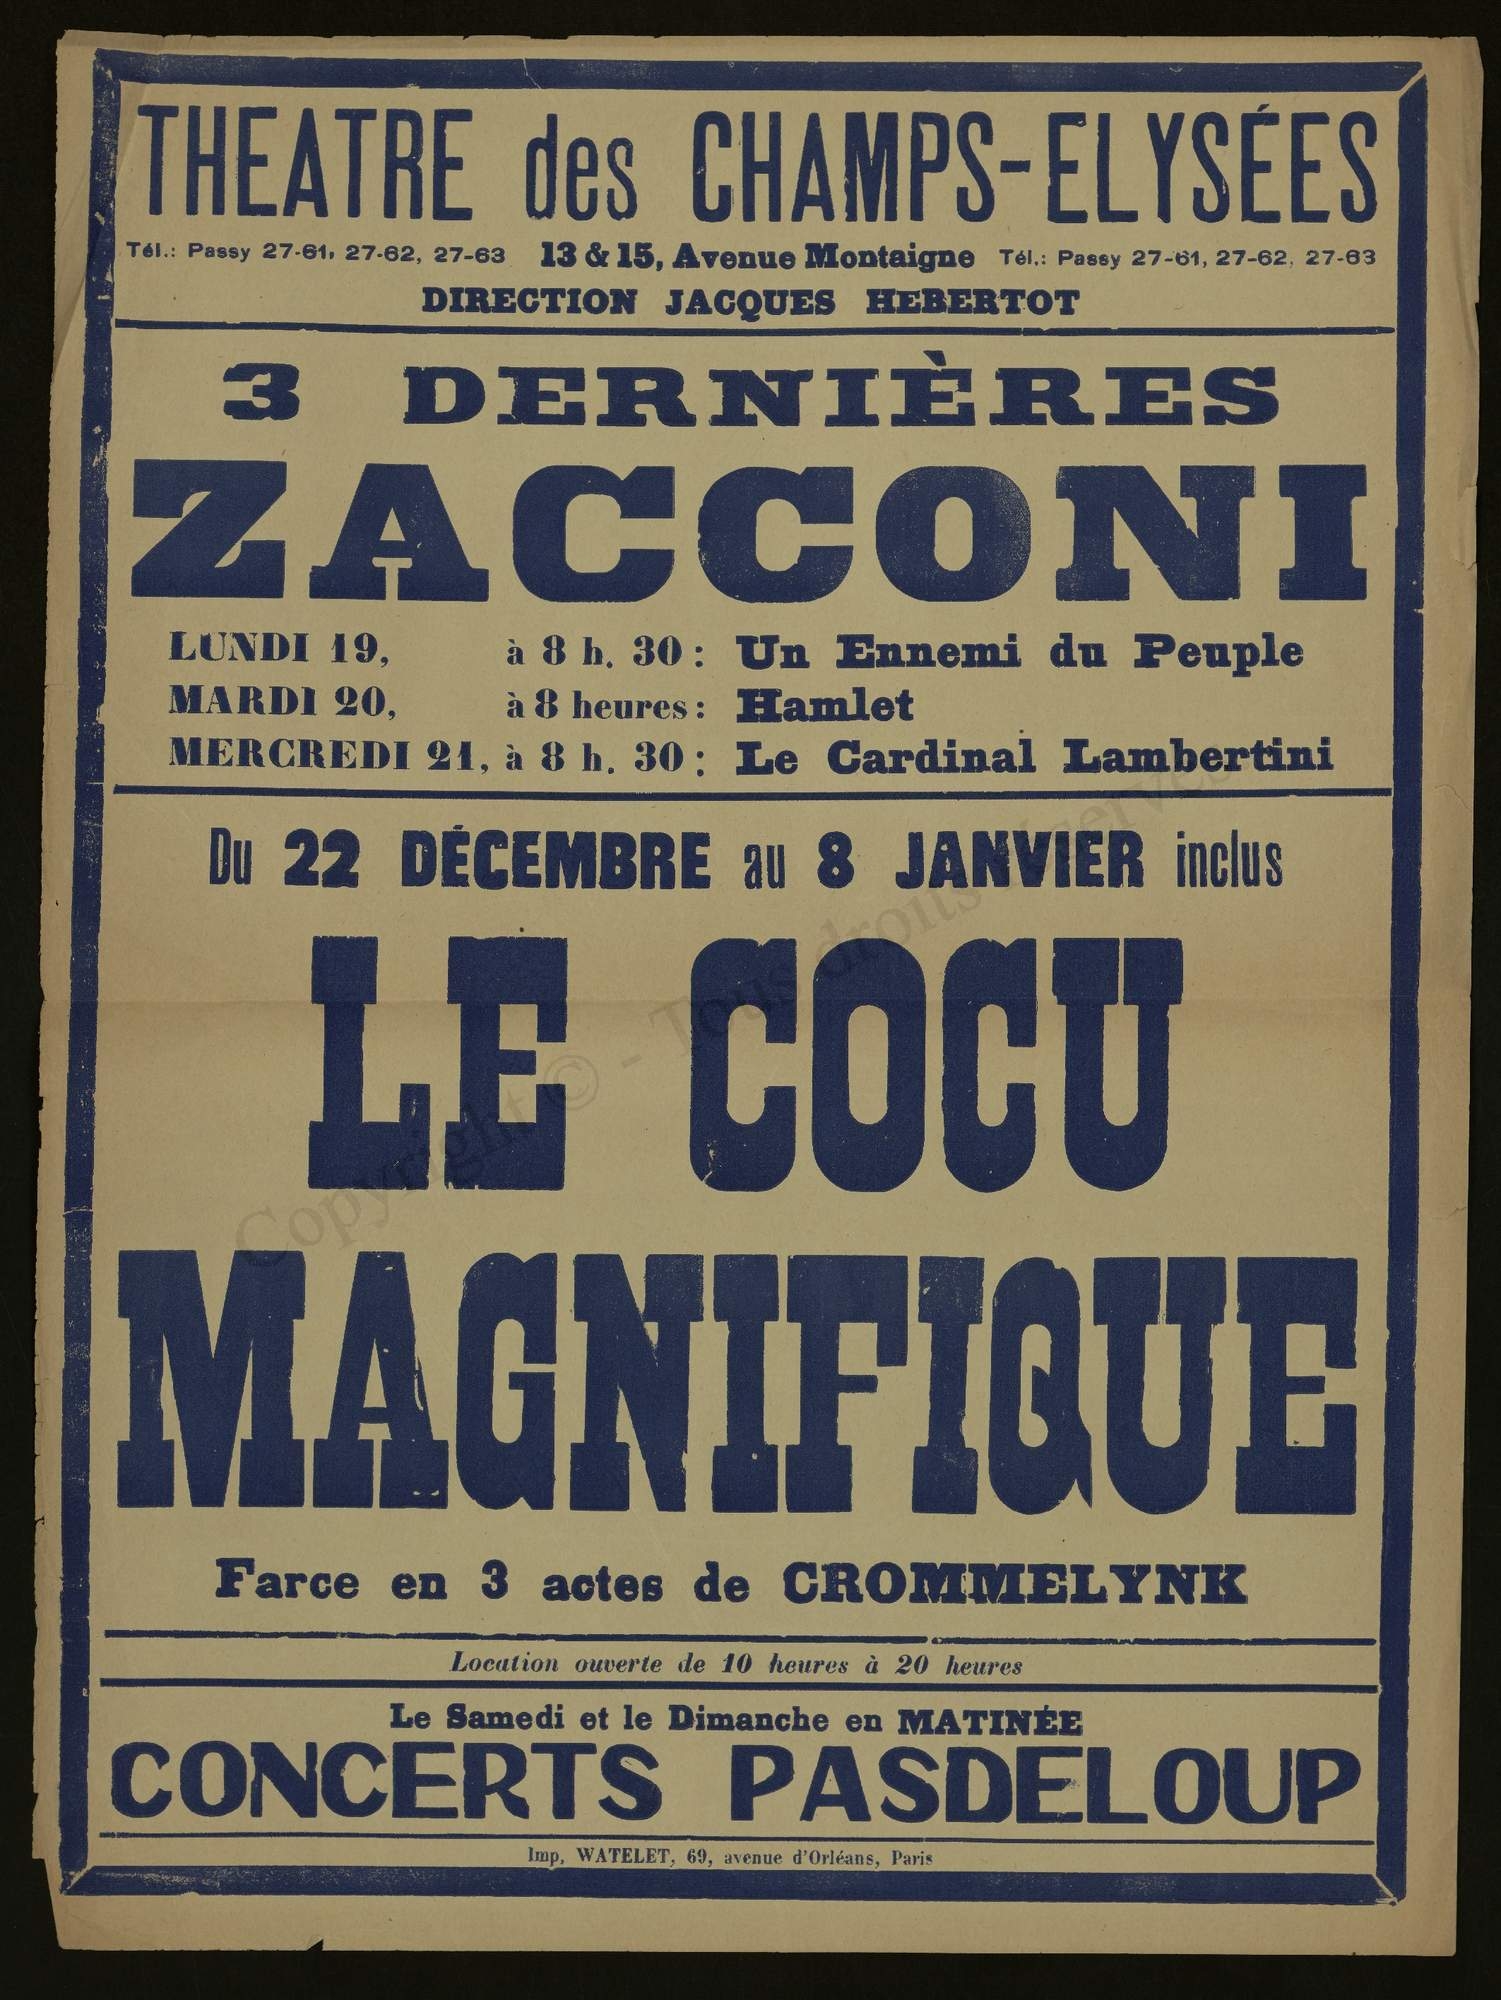 THEATRE des CHAMPS-ELYSÉES
Tél.: Passy 27-61, 27-62, 27-63 13 & 15, Avenue Montaigne Tél.: Passy 27-61, 27-62, 27-63
DIRECTION JACQUES HEBERTOT
3 DERNIÈRES
ZACCONI
LUNDI 19, à 8 h. 30 : Un Ennemi du Peuple
MARDI 20, à 8 heures : Hamlet
MERCREDI 21, à 8 h. 30 : Le Cardinal Lambertini
Du 22 DÉCEMBRE au 8 JANVIER inclus
LE COCU
MAGNIFIQUE
Farce en 3 actes de CROMMELYNK
Location ouverte de 10 heures à 20 heures
Le Samedi et le Dimanche en MATINÉE
CONCERTS PASDELOUP
Imp, WATELET, 69, avenue d'Orléans, Paris
Copyright © - Tous droits réservés